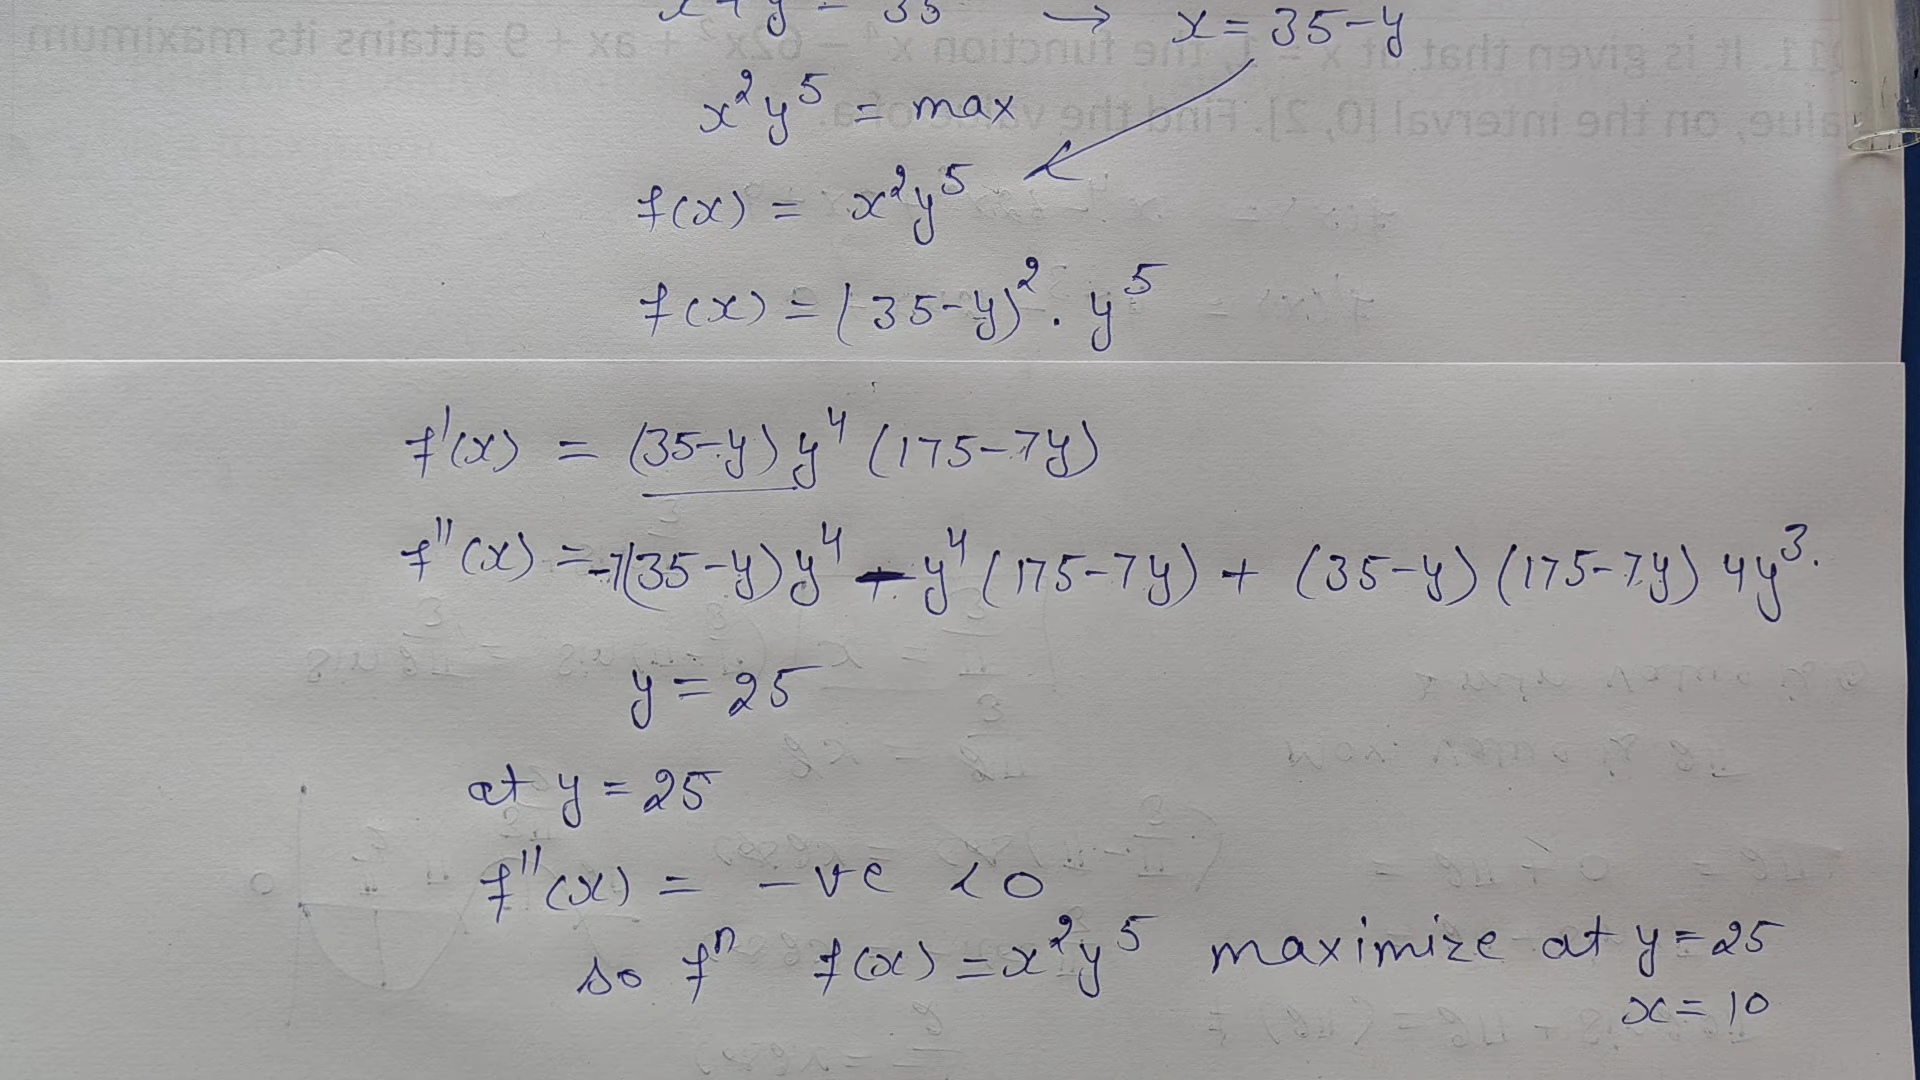 x + y = 35 → x = 35-y
x²y⁵ = max
f(x) = x²y⁵
f(x) = (35-y)² . y⁵
f'(x) = (35-y) y⁴ (175-7y)
f''(x) = -7(35-y) y⁴ - y⁴ (175-7y) + (35-y) (175-7y) 4y³.
y = 25
at y = 25
f''(x) = -ve < 0
so fⁿ f(x) = x²y⁵ maximize at y = 25
x = 10